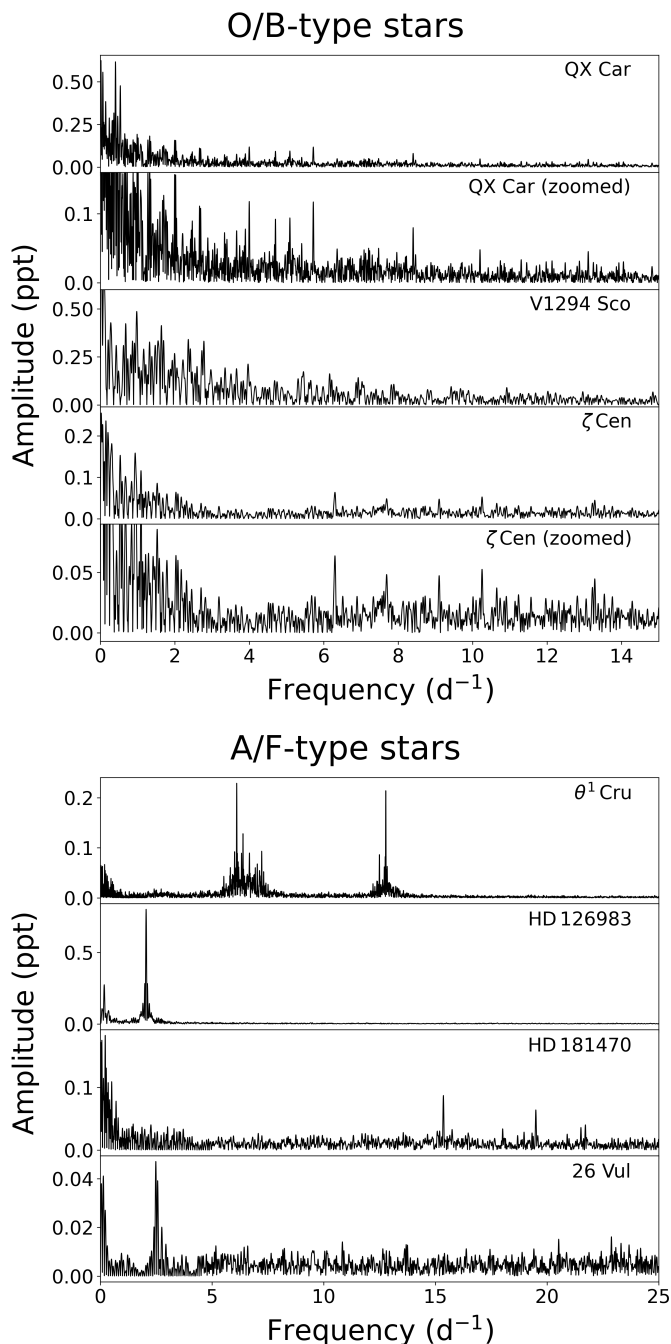 O/B-type stars
QX Car
0.50
0.25
0.00
QX Car (zoomed)
0.1
0.0
V1294 Sco
0.50
0.25
0.00
ζ Cen
0.2
0.1
0.0
ζ Cen (zoomed)
0.05
0.00
Amplitude (ppt)
0 2 4 6 8 10 12 14
Frequency (d⁻¹)
A/F-type stars
θ¹ Cru
0.2
0.1
0.0
HD 126983
0.5
0.0
HD 181470
0.1
0.0
26 Vul
0.04
0.02
0.00
Amplitude (ppt)
0 5 10 15 20 25
Frequency (d⁻¹)